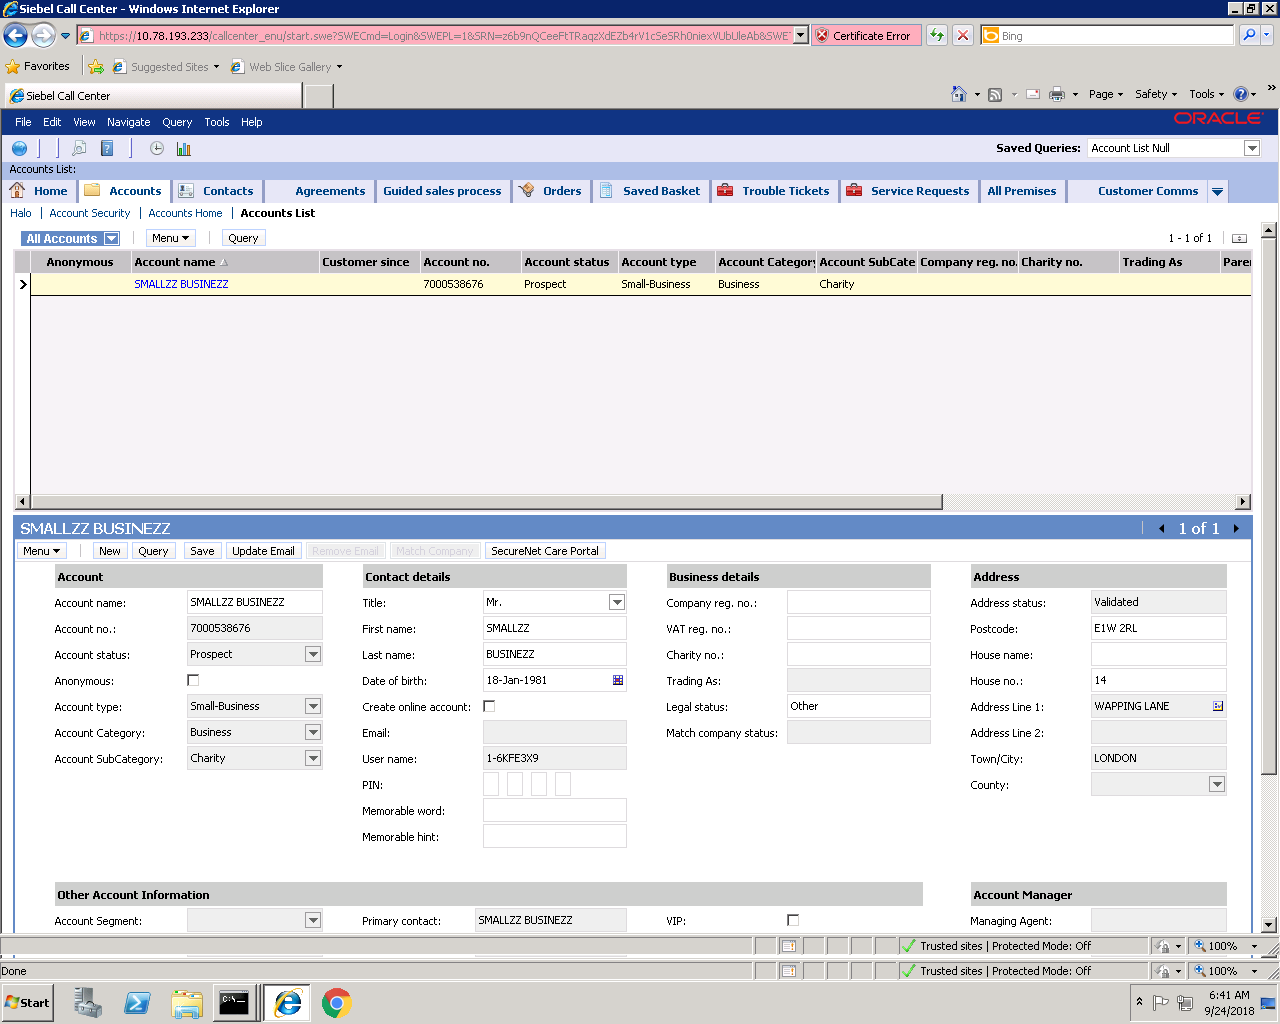 Siebel Call Center - Windows Internet Explorer
https://10.78.193.233/callcenter_enu/start.swe?SWECmd=Login&SWEPL=1&SRN=z6b9nQCeeFtTRaqzXdEZb4rV1cSeSRh0niexVUbUleAb&SWET Certificate Error Bing
Favorites Suggested Sites Web Slice Gallery
Siebel Call Center Page Safety Tools
File Edit View Navigate Query Tools Help ORACLE
Saved Queries: Account List Null
Accounts List:
Home Accounts Contacts Agreements Guided sales process Orders Saved Basket Trouble Tickets Service Requests All Premises Customer Comms
Halo | Account Security | Accounts Home | Accounts List
All Accounts Menu Query 1 - 1 of 1
Anonymous Account name Customer since Account no. Account status Account type Account Category Account SubCate Company reg. no. Charity no. Trading As Parer
SMALLZZ BUSINEZZ 7000538676 Prospect Small-Business Business Charity
SMALLZZ BUSINEZZ 1 of 1
Menu New Query Save Update Email Remove Email Match Company SecureNet Care Portal
Account Contact details Business details Address
Account name: SMALLZZ BUSINEZZ Title: Mr. Company reg. no.: Address status: Validated
Account no.: 7000538676 First name: SMALLZZ VAT reg. no.: Postcode: E1W 2RL
Account status: Prospect Last name: BUSINEZZ Charity no.: House name:
Anonymous: Date of birth: 18-Jan-1981 Trading As: House no.: 14
Account type: Small-Business Create online account: Legal status: Other Address Line 1: WAPPING LANE
Account Category: Business Email: Match company status: Address Line 2:
Account SubCategory: Charity User name: 1-6KFE3X9 Town/City: LONDON
PIN: County:
Memorable word:
Memorable hint:
Other Account Information Account Manager
Account Segment: Primary contact: SMALLZZ BUSINEZZ VIP: Managing Agent:
Trusted sites | Protected Mode: Off 100%
Done Trusted sites | Protected Mode: Off 100%
Start 6:41 AM
9/24/2018